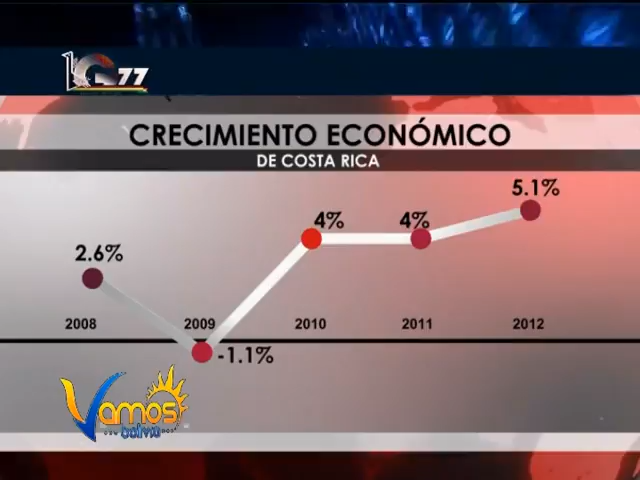 G77
CRECIMIENTO ECONÓMICO
DE COSTA RICA
5.1%
4%
4%
2.6%
2008
2009
2010
2011
2012
-1.1%
Vamos
bolivia